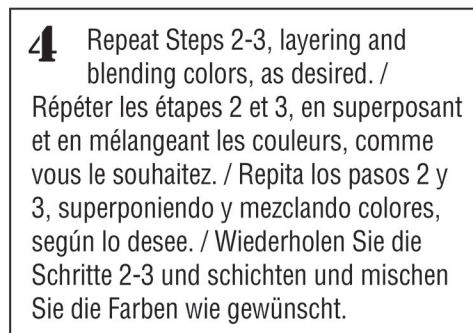 4 Repeat Steps 2-3, layering and
blending colors, as desired. /
Répéter les étapes 2 et 3, en superposant
et en mélangeant les couleurs, comme
vous le souhaitez. / Repita los pasos 2 y
3, superponiendo y mezclando colores,
según lo desee. / Wiederholen Sie die
Schritte 2-3 und schichten und mischen
Sie die Farben wie gewünscht.